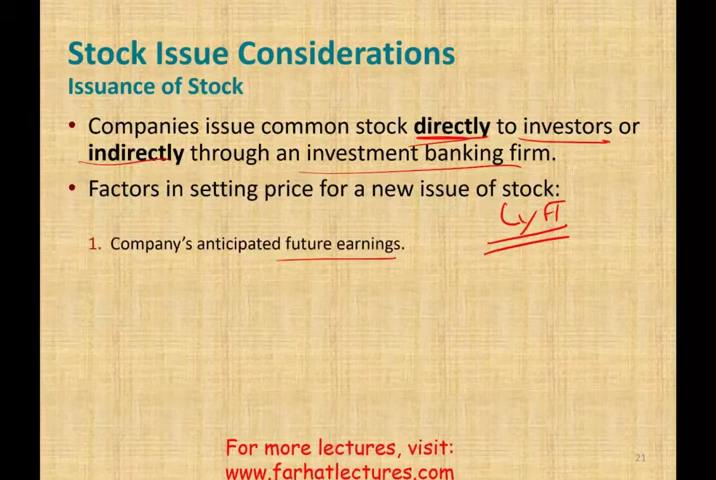 Stock Issue Considerations
Issuance of Stock
• Companies issue common stock directly to investors or
indirectly through an investment banking firm.
• Factors in setting price for a new issue of stock:
Lyft
1. Company's anticipated future earnings.
For more lectures, visit:
www.farhatlectures.com
21